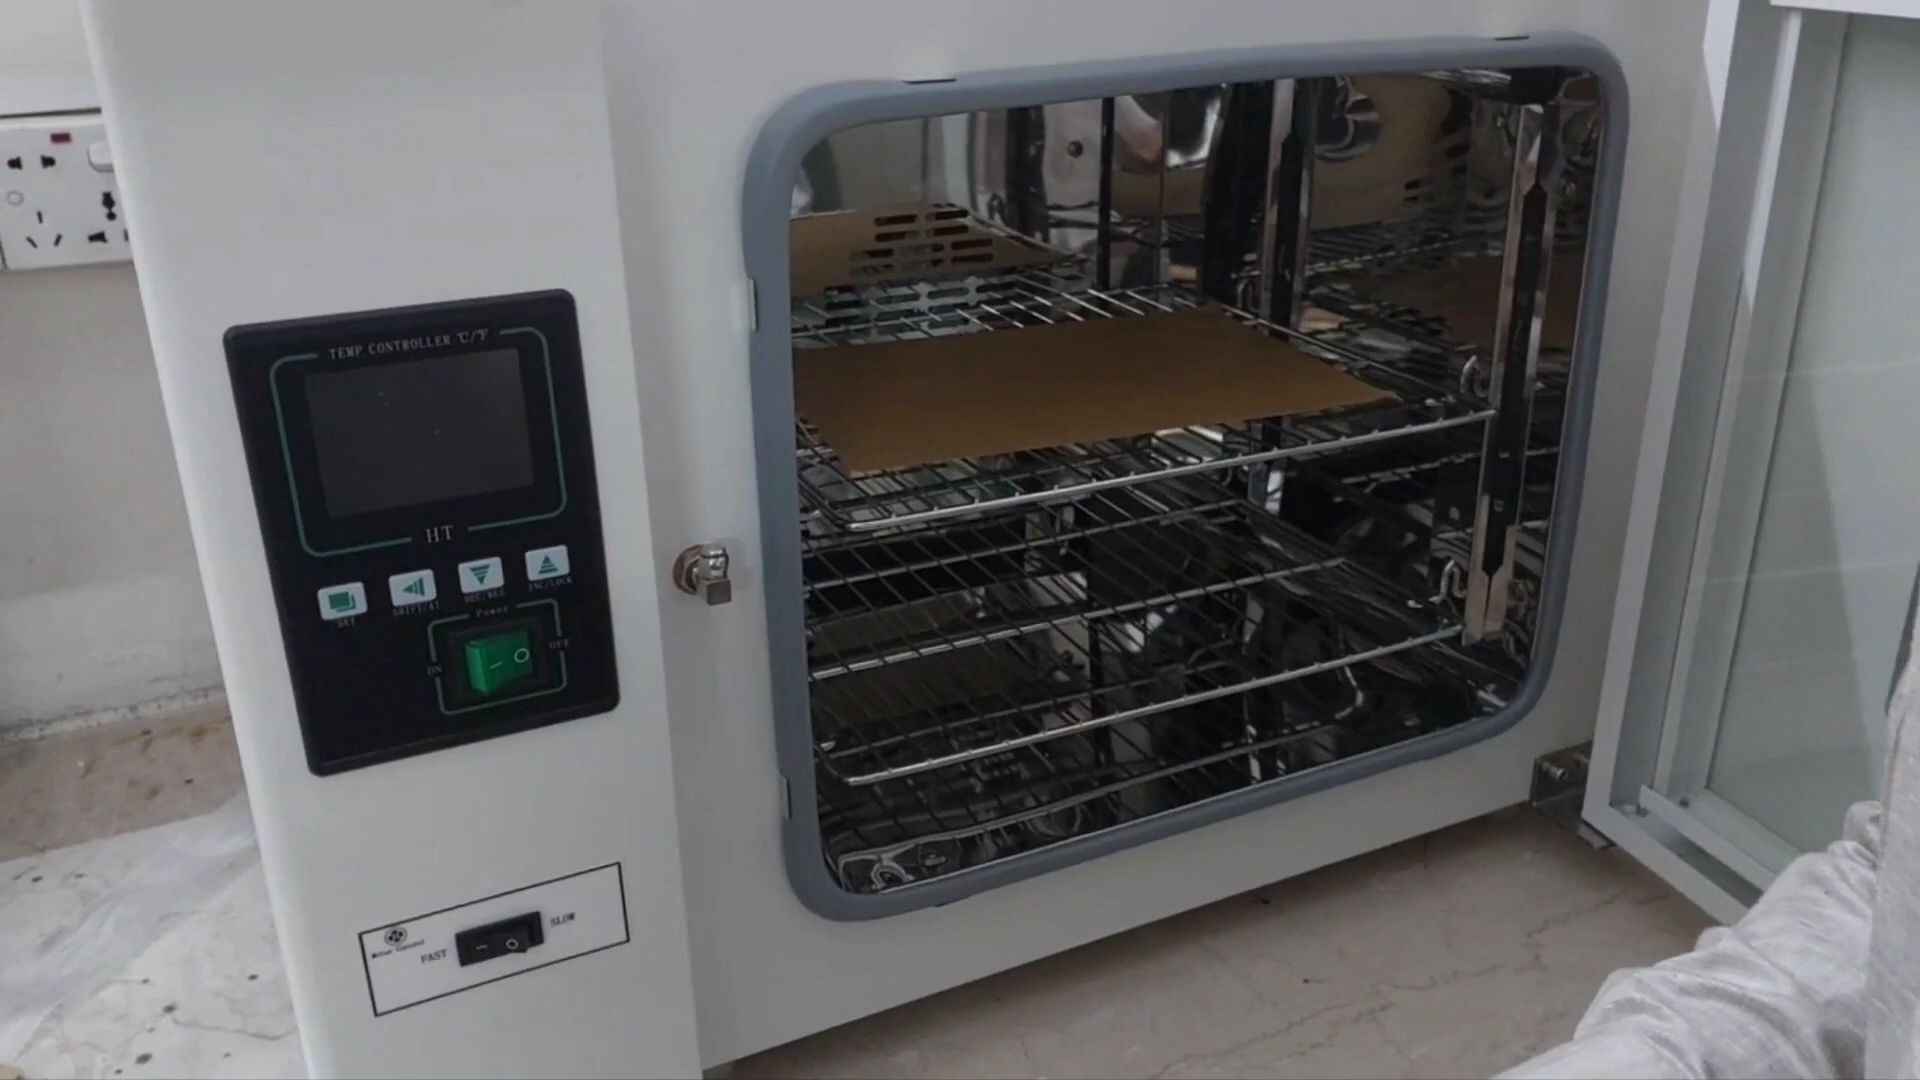 TEMP CONTROLLER ℃/℉
HT
SET
SHIFT/AT
DEC/RES
INC/LOCK
Power
ON
OFF
FAST
SLOW